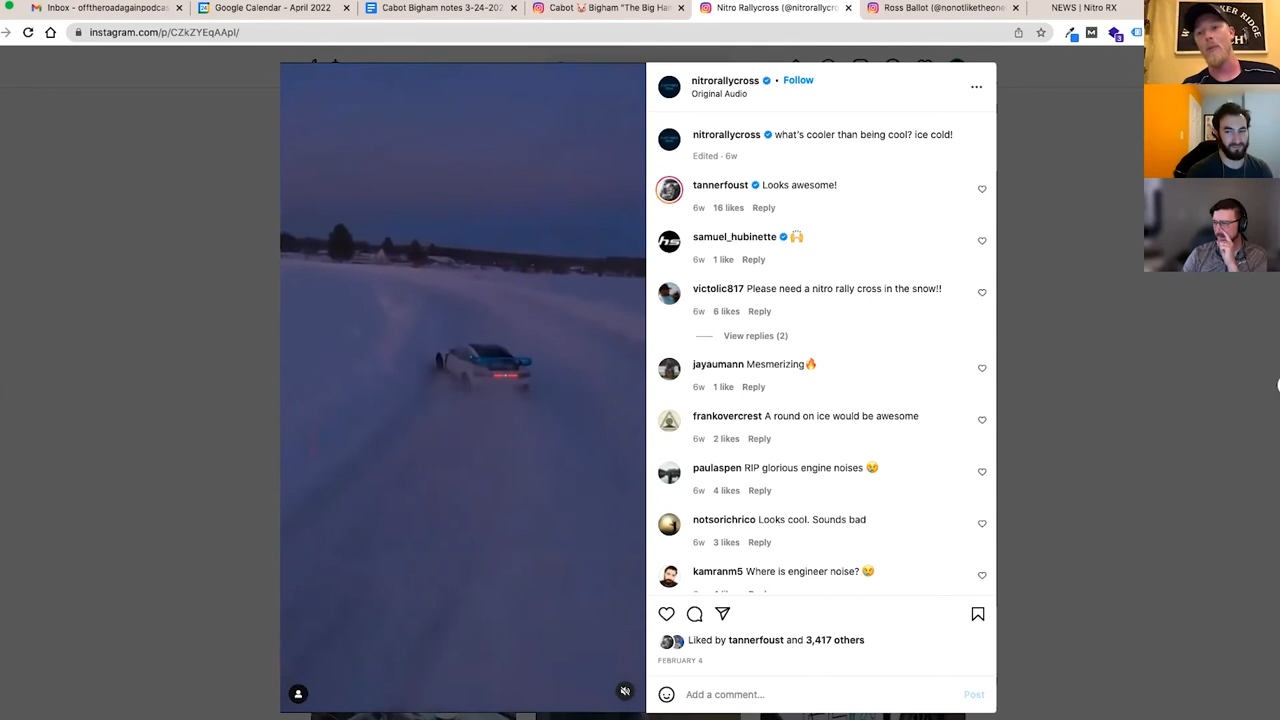 Inbox - offtheroadagainpodcas
Google Calendar - April 2022
Cabot Bigham notes 3-24-202
Cabot 🐷 Bigham "The Big Ha
Nitro Rallycross (@nitrorallycro
Ross Ballot (@nonotliketheone
NEWS | Nitro RX
instagram.com/p/CZkZYEqAApl/
nitrorallycross • Follow
Original Audio
nitrorallycross what's cooler than being cool? ice cold!
Edited · 6w
tannerfoust Looks awesome!
6w 16 likes Reply
samuel_hubinette 🙌
6w 1 like Reply
victolic817 Please need a nitro rally cross in the snow!!
6w 6 likes Reply
View replies (2)
jayaumann Mesmerizing🔥
6w 1 like Reply
frankovercrest A round on ice would be awesome
6w 2 likes Reply
paulaspen RIP glorious engine noises 😢
6w 4 likes Reply
notsorichrico Looks cool. Sounds bad
6w 3 likes Reply
kamranm5 Where is engineer noise? 😢
Liked by tannerfoust and 3,417 others
FEBRUARY 4
Add a comment...
Post